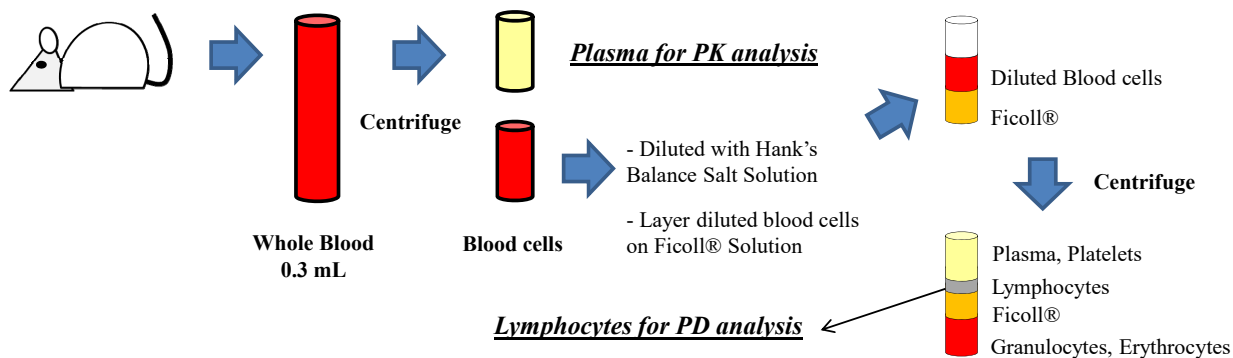 Plasma for PK analysis
Centrifuge
Whole Blood
0.3 mL
Blood cells
- Diluted with Hank's
Balance Salt Solution
- Layer diluted blood cells
on Ficoll® Solution
Diluted Blood cells
Ficoll®
Centrifuge
Plasma, Platelets
Lymphocytes
Ficoll®
Granulocytes, Erythrocytes
Lymphocytes for PD analysis